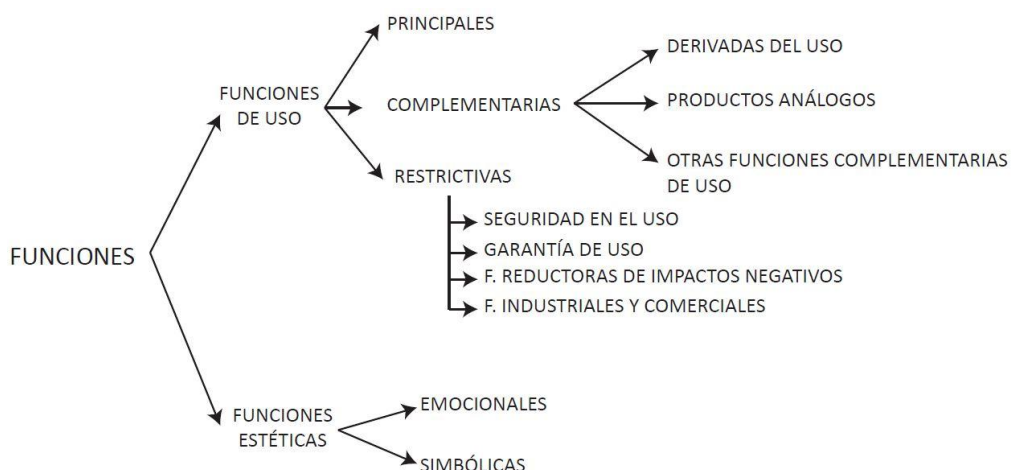 FUNCIONES
FUNCIONES
DE USO
PRINCIPALES
COMPLEMENTARIAS
DERIVADAS DEL USO
PRODUCTOS ANÁLOGOS
OTRAS FUNCIONES COMPLEMENTARIAS
DE USO
RESTRICTIVAS
SEGURIDAD EN EL USO
GARANTÍA DE USO
F. REDUCTORAS DE IMPACTOS NEGATIVOS
F. INDUSTRIALES Y COMERCIALES
FUNCIONES
ESTÉTICAS
EMOCIONALES
SIMBÓLICAS